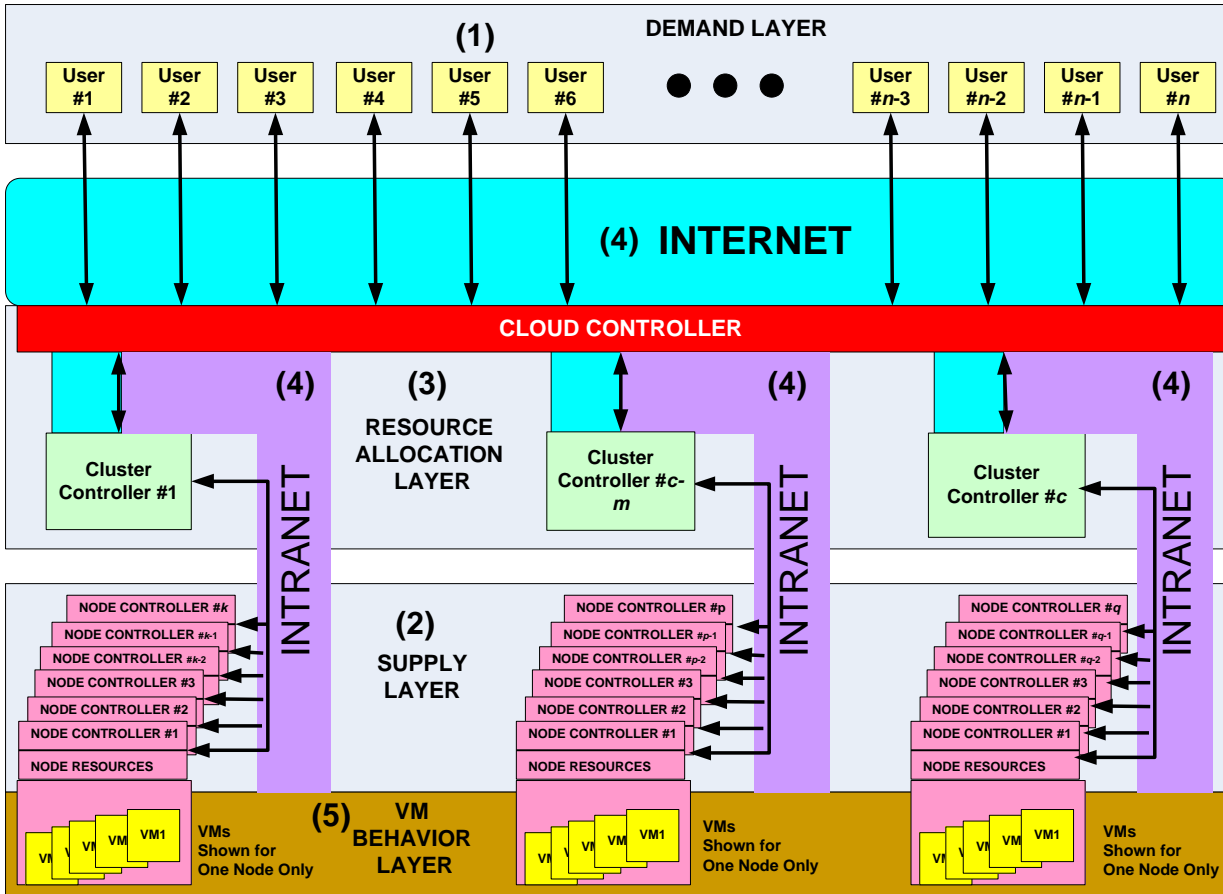 DEMAND LAYER
(1)
User
#1
User
#2
User
#3
User
#4
User
#5
User
#6
User
#n-3
User
#n-2
User
#n-1
User
#n
(4) INTERNET
CLOUD CONTROLLER
(4)
(3)
(4)
(4)
RESOURCE
ALLOCATION
LAYER
Cluster
Controller #1
Cluster
Controller #c-
m
Cluster
Controller #c
INTRANET
INTRANET
INTRANET
NODE CONTROLLER #k
NODE CONTROLLER #k-1
NODE CONTROLLER #k-2
NODE CONTROLLER #3
NODE CONTROLLER #2
NODE CONTROLLER #1
NODE RESOURCES
(2)
SUPPLY
LAYER
NODE CONTROLLER #p
NODE CONTROLLER #p-1
NODE CONTROLLER #p-2
NODE CONTROLLER #3
NODE CONTROLLER #2
NODE CONTROLLER #1
NODE RESOURCES
NODE CONTROLLER #q
NODE CONTROLLER #q-1
NODE CONTROLLER #q-2
NODE CONTROLLER #3
NODE CONTROLLER #2
NODE CONTROLLER #1
NODE RESOURCES
(5) VM
BEHAVIOR
LAYER
VM
VM
VM1
VMs
Shown for
One Node Only
VM
VM
VM1
VMs
Shown for
One Node Only
VM
VM
VM1
VMs
Shown for
One Node Only